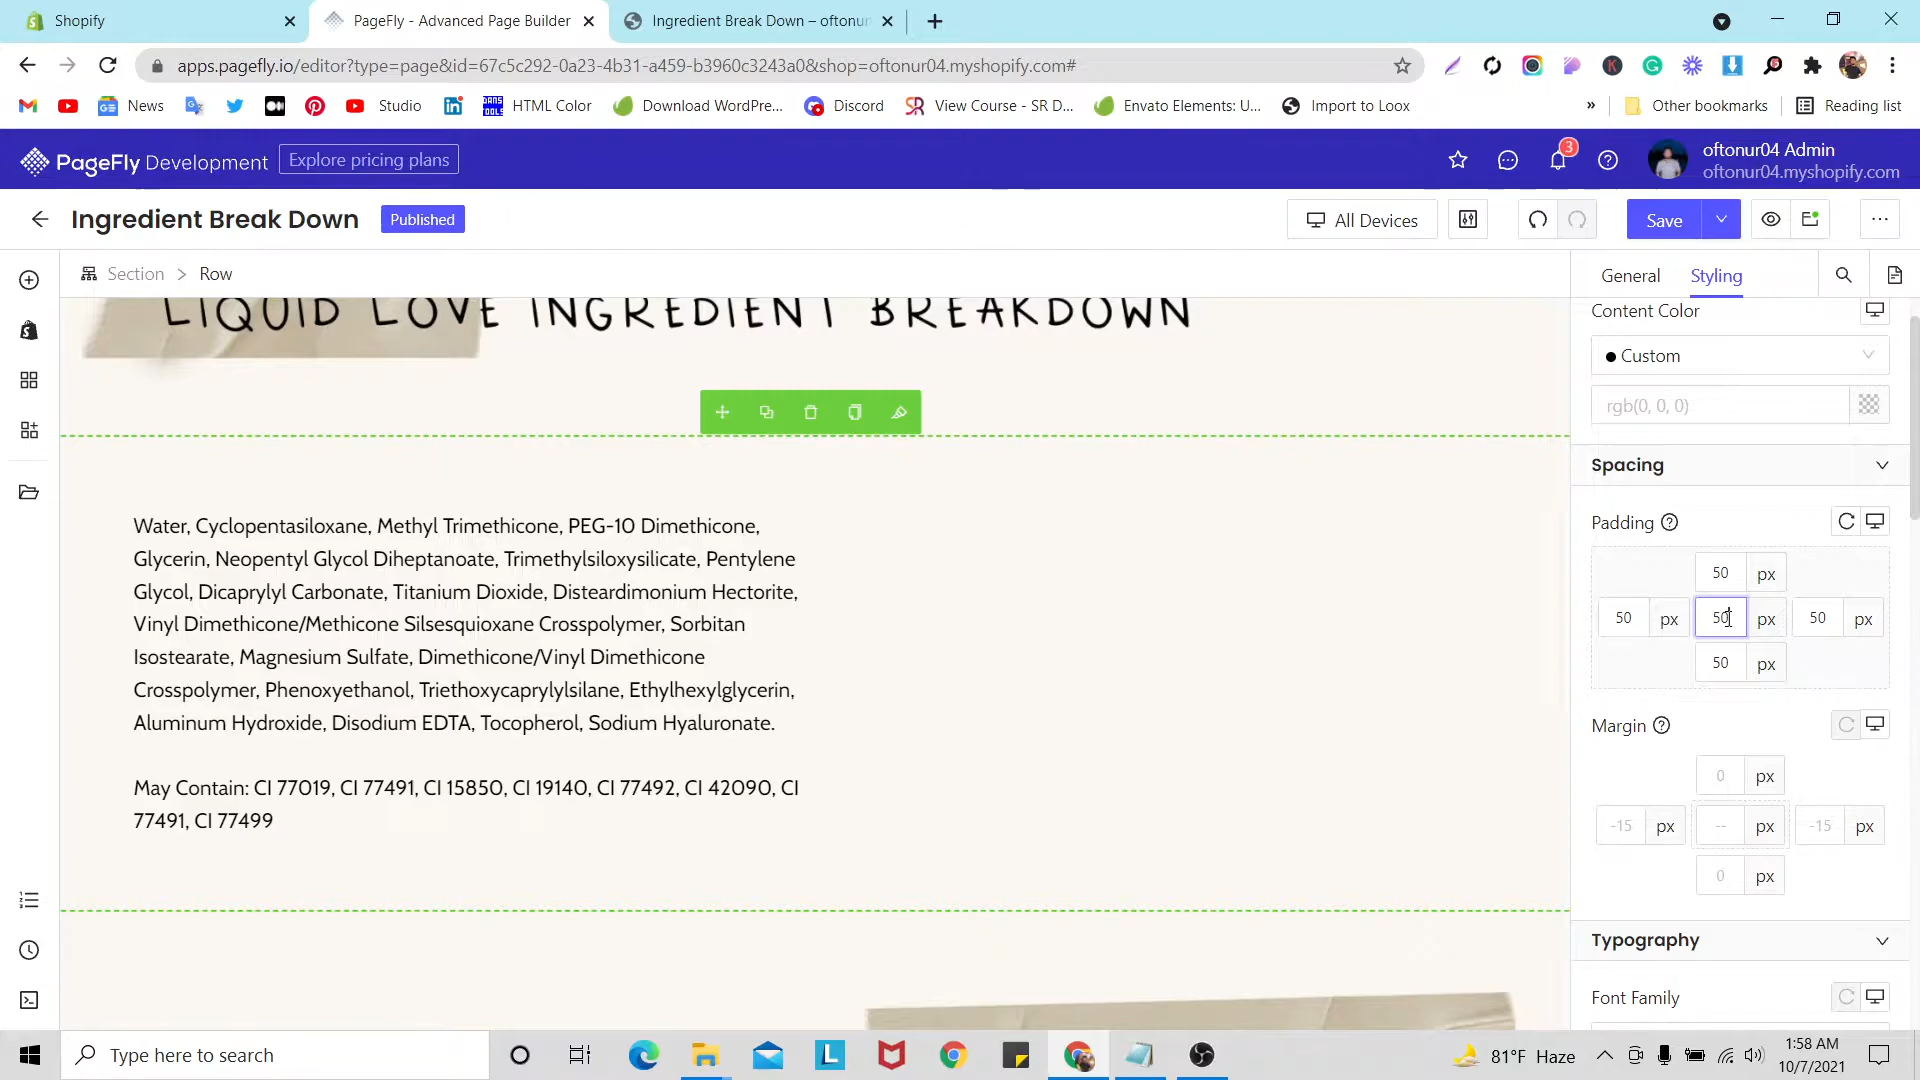 Shopify
PageFly - Advanced Page Builder
Ingredient Break Down – oftonur
apps.pagefly.io/editor?type=page&id=67c5c292-0a23-4b31-a459-b3960c3243a0&shop=oftonur04.myshopify.com#
News
Studio
HTML Color
Download WordPre...
Discord
View Course - SR D...
Envato Elements: U...
Import to Loox
»
Other bookmarks
Reading list
PageFly Development
Explore pricing plans
3
oftonur04 Admin
oftonur04.myshopify.com
Ingredient Break Down
Published
All Devices
Save
Section > Row
General
Styling
LIQUID LOVE INGREDIENT BREAKDOWN
Water, Cyclopentasiloxane, Methyl Trimethicone, PEG-10 Dimethicone,
Glycerin, Neopentyl Glycol Diheptanoate, Trimethylsiloxysilicate, Pentylene
Glycol, Dicaprylyl Carbonate, Titanium Dioxide, Disteardimonium Hectorite,
Vinyl Dimethicone/Methicone Silsesquioxane Crosspolymer, Sorbitan
Isostearate, Magnesium Sulfate, Dimethicone/Vinyl Dimethicone
Crosspolymer, Phenoxyethanol, Triethoxycaprylylsilane, Ethylhexylglycerin,
Aluminum Hydroxide, Disodium EDTA, Tocopherol, Sodium Hyaluronate.
May Contain: CI 77019, CI 77491, CI 15850, CI 19140, CI 77492, CI 42090, CI
77491, CI 77499
Content Color
Custom
rgb(0, 0, 0)
Spacing
Padding
50 px
50 px 50 px 50 px
50 px
Margin
0 px
-15 px -- px -15 px
0 px
Typography
Font Family
Type here to search
81°F Haze
1:58 AM
10/7/2021